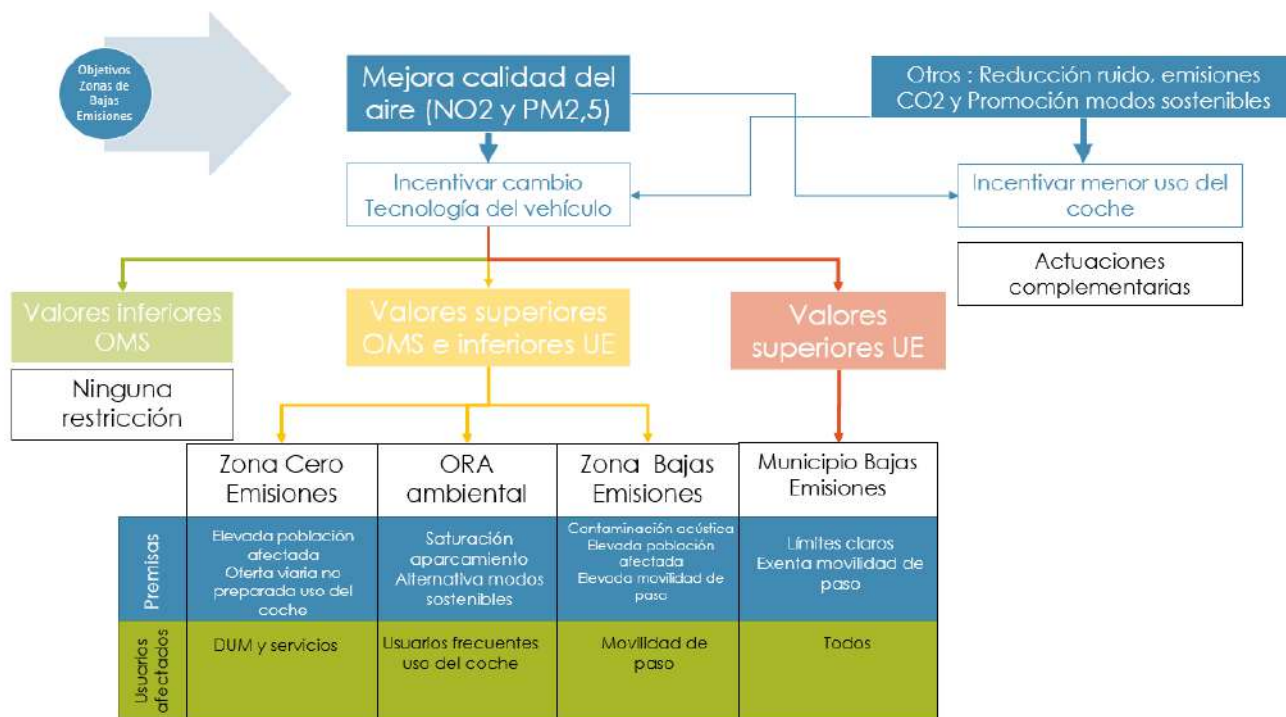 Objetivos
Zonas de
Bajas
Emisiones
Mejora calidad del
aire (NO2 y PM2,5)
Otros : Reducción ruido, emisiones
CO2 y Promoción modos sostenibles
Incentivar cambio
Tecnología del vehículo
Incentivar menor uso del
coche
Actuaciones
complementarias
Valores inferiores
OMS
Valores superiores
OMS e inferiores UE
Valores
superiores UE
Ninguna
restricción
Zona Cero
Emisiones
ORA
ambiental
Zona Bajas
Emisiones
Municipio Bajas
Emisiones
Premisas
Elevada población
afectada
Oferta viaria no
preparada uso del
coche
Saturación
aparcamiento
Alternativa modos
sostenibles
Contaminación acústica
Elevada población
afectada
Elevada movilidad de
paso
Límites claros
Exenta movilidad de
paso
Usuarios
afectados
DUM y servicios
Usuarios frecuentes
uso del coche
Movilidad de
paso
Todos